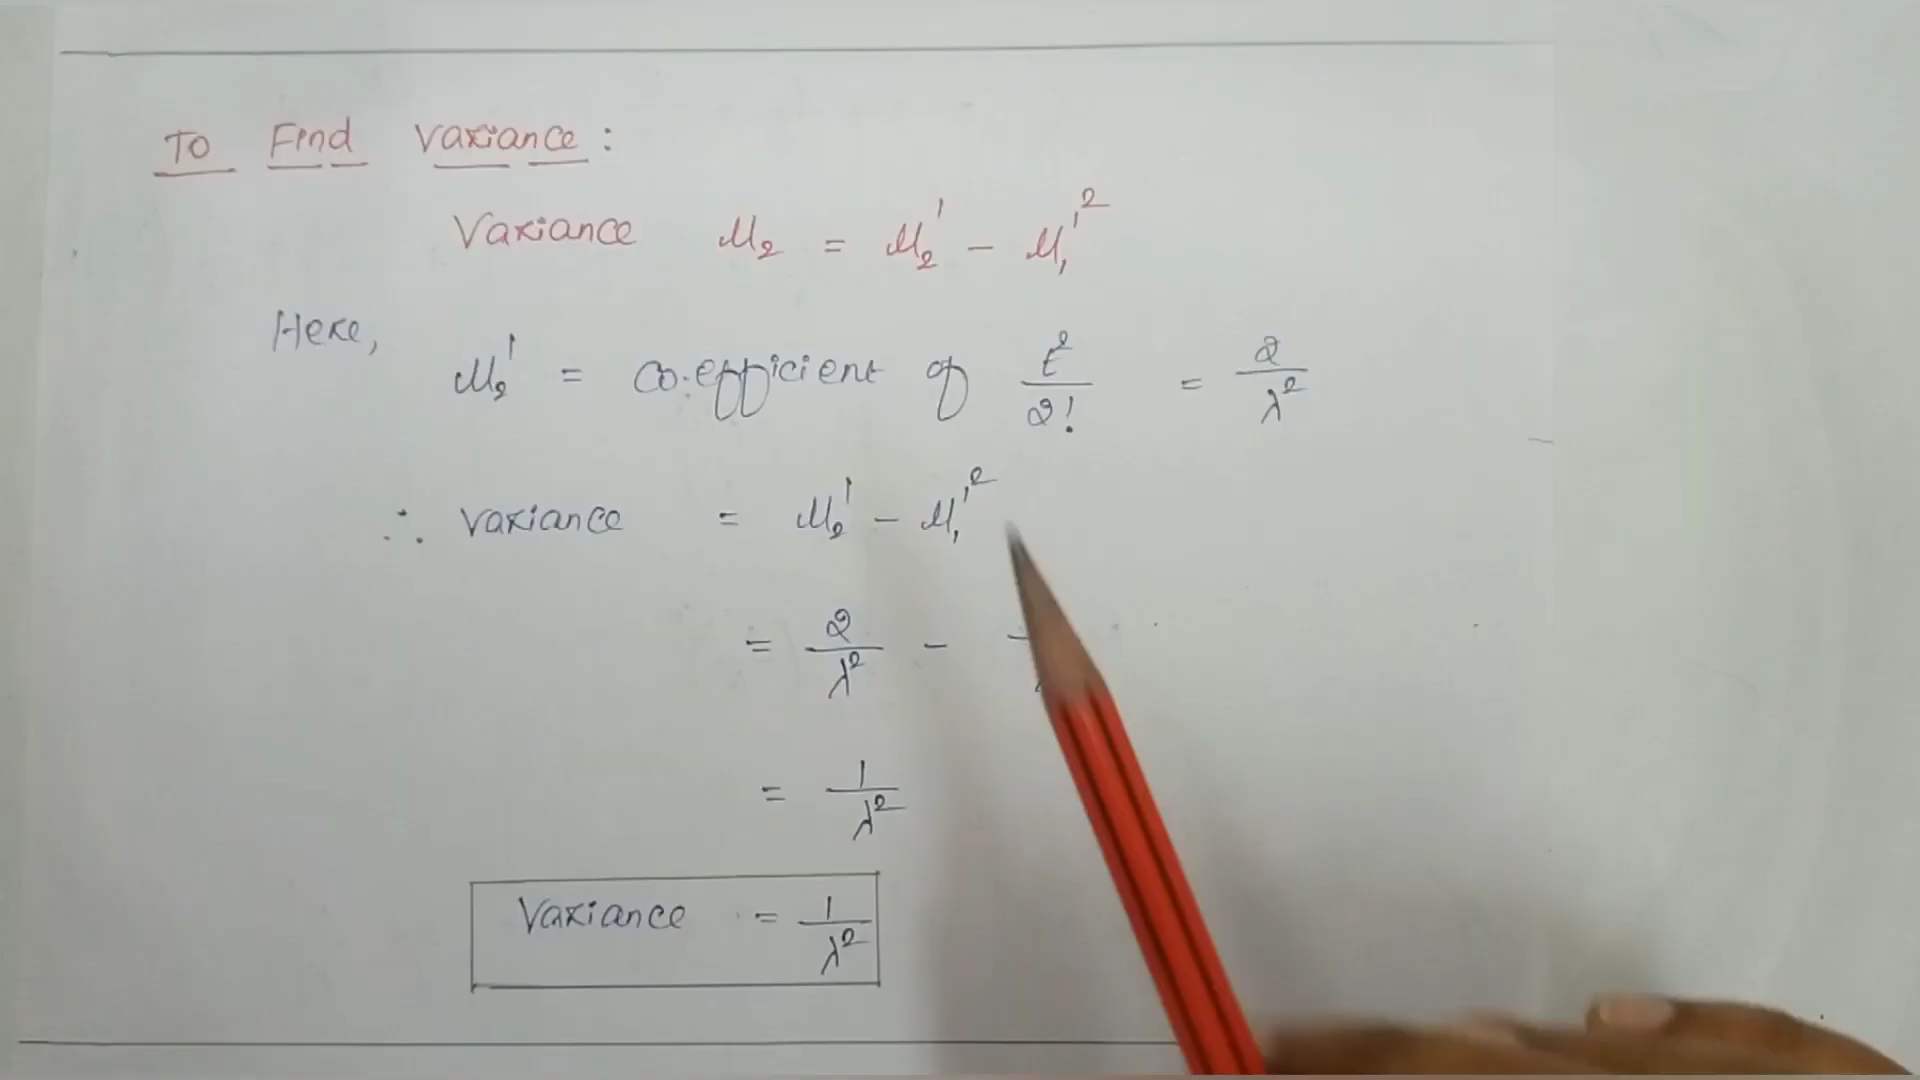 To Find Variance:
Variance μ₂ = μ₂' - μ₁'²
Here,
μ₂' = co.efficient of t²/2! = 2/λ²
∴ variance = μ₂' - μ₁'²
= 2/λ² -
= 1/λ²
Variance = 1/λ²